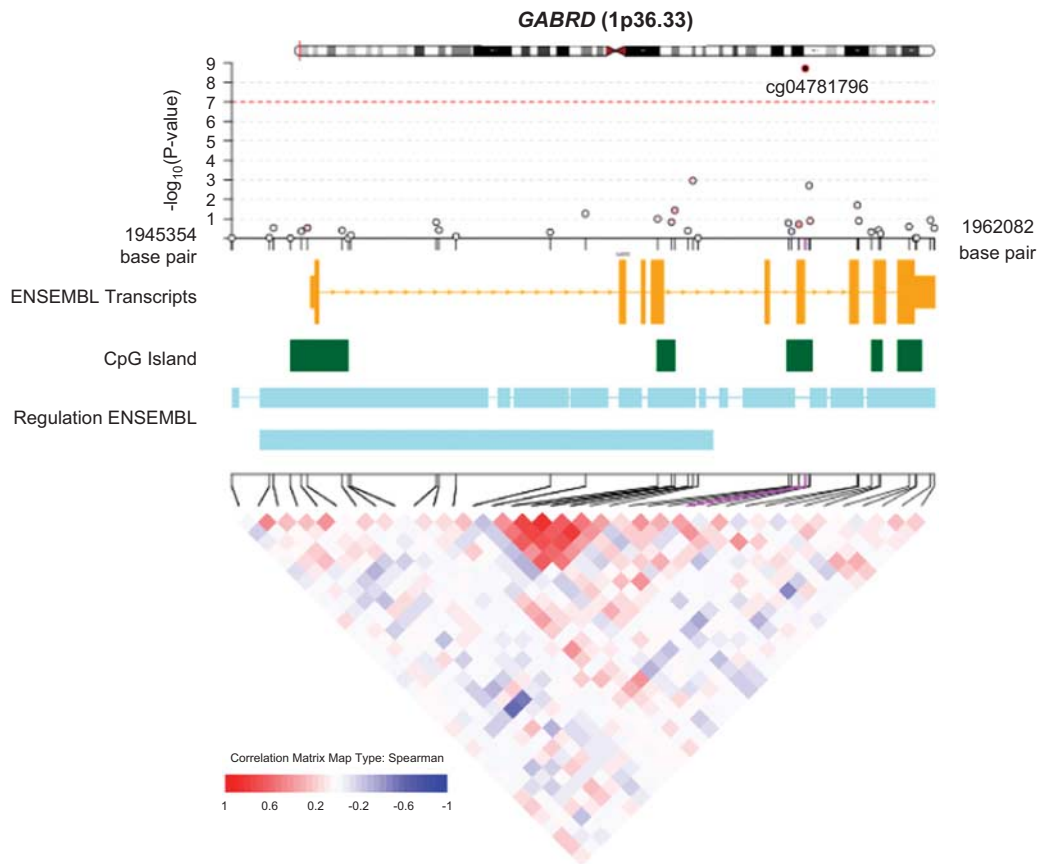 GABRD (1p36.33)
9
8
7
6
5
4
3
2
1
-log10(P-value)
cg04781796
1945354
base pair
1962082
base pair
ENSEMBL Transcripts
CpG Island
Regulation ENSEMBL
Correlation Matrix Map Type: Spearman
1 0.6 0.2 -0.2 -0.6 -1